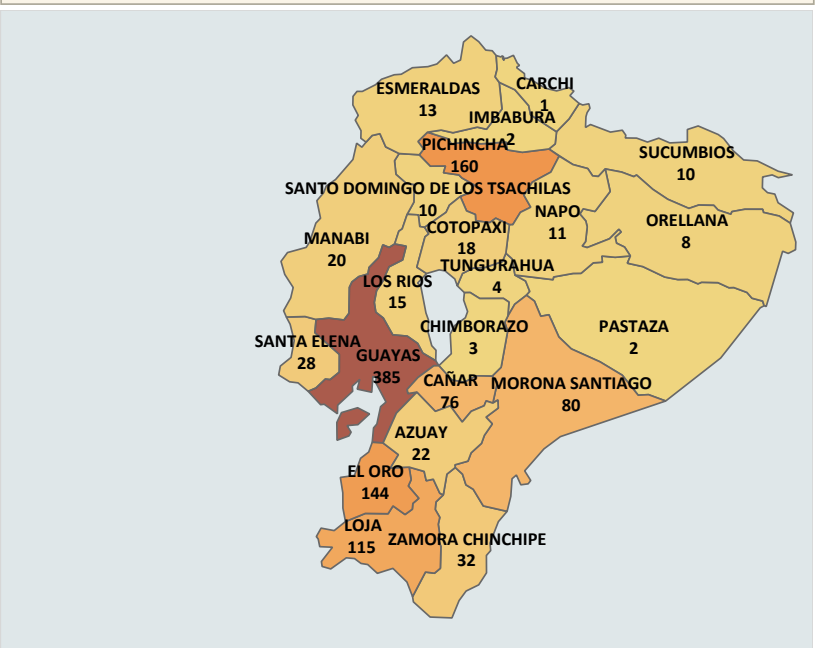 CARCHI
1
ESMERALDAS
13
IMBABURA
2
PICHINCHA
160
SUCUMBIOS
10
SANTO DOMINGO DE LOS TSACHILAS
10
NAPO
11
ORELLANA
8
COTOPAXI
18
MANABI
20
TUNGURAHUA
4
LOS RIOS
15
CHIMBORAZO
3
PASTAZA
2
SANTA ELENA
28
GUAYAS
385
CAÑAR
76
MORONA SANTIAGO
80
AZUAY
22
EL ORO
144
LOJA
115
ZAMORA CHINCHIPE
32